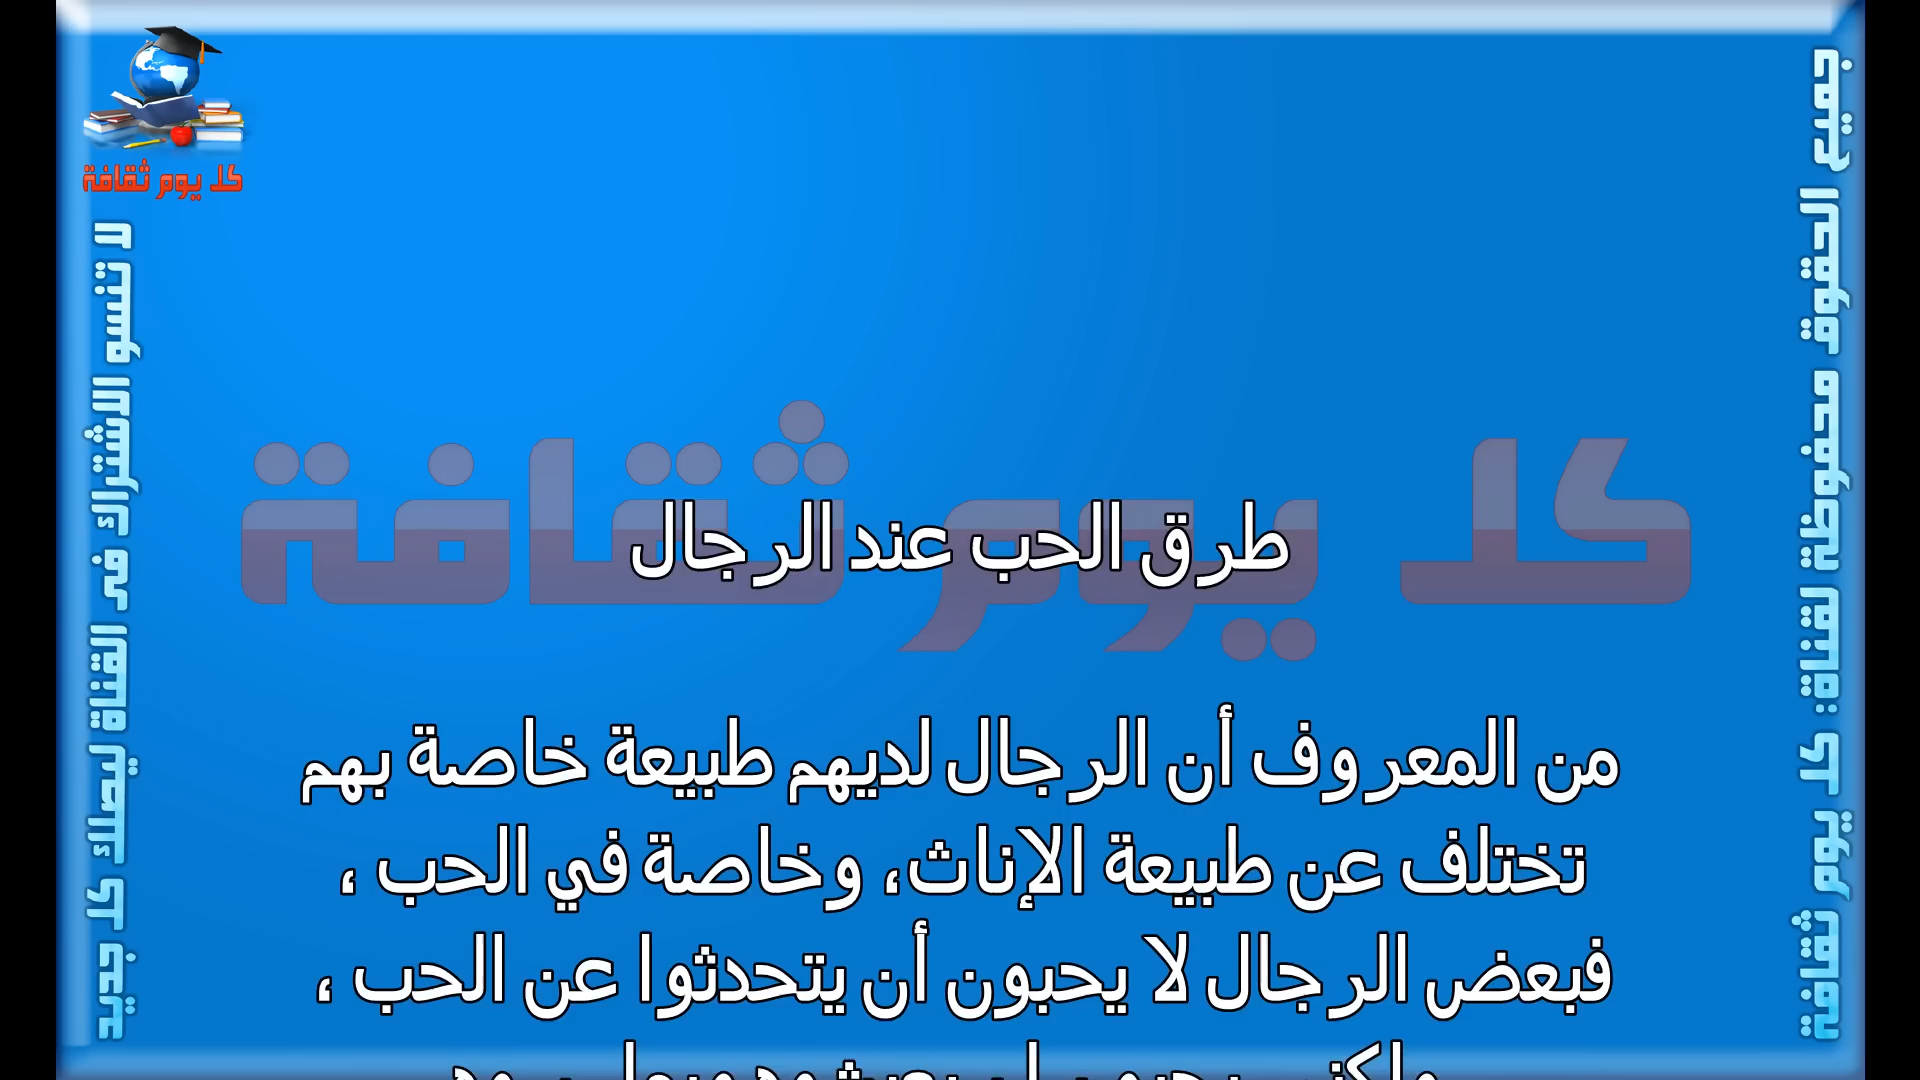 كل يوم ثقافة
جميع الحقوق محفوظة لقناة: كل يوم ثقافة
لا تنسو الاشتراك فى القناة ليصلك كل جديد
كل يوم ثقافة
طرق الحب عند الرجال
من المعروف أن الرجال لديهم طبيعة خاصة بهم
تختلف عن طبيعة الإناث، وخاصة في الحب ،
فبعض الرجال لا يحبون أن يتحدثوا عن الحب ،